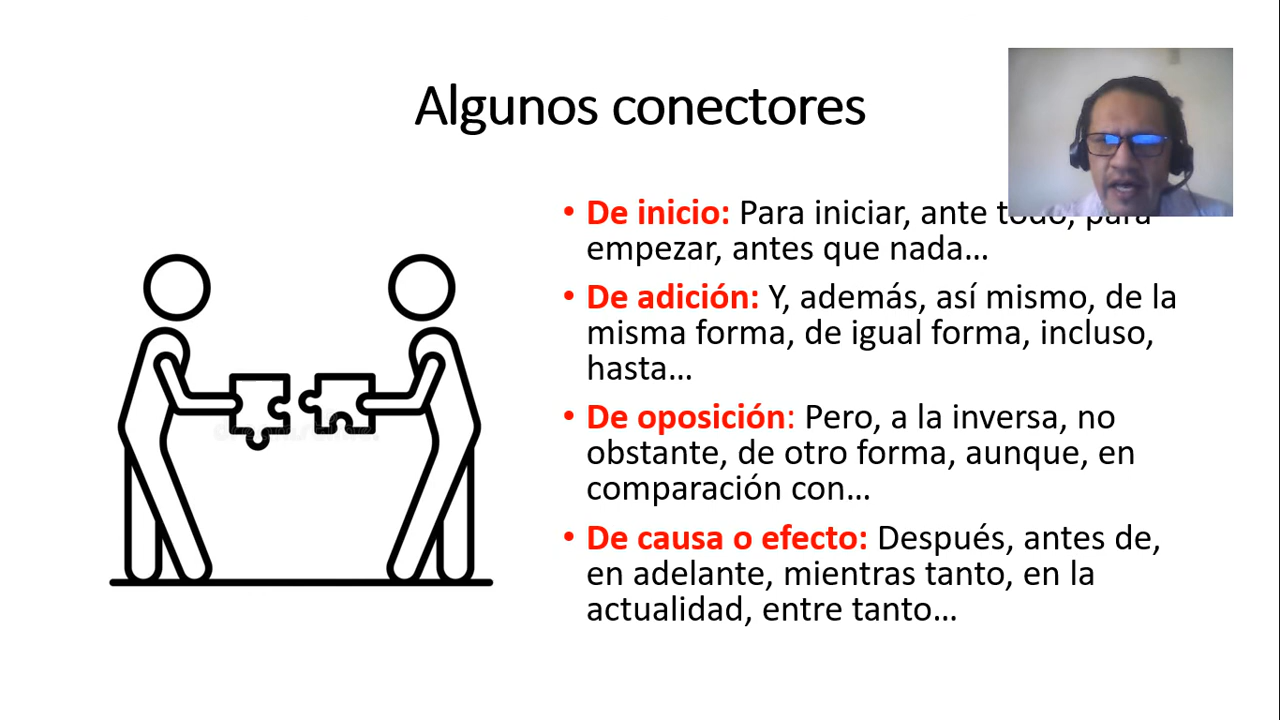 Algunos conectores
• De inicio: Para iniciar, ante todo, para
empezar, antes que nada…
• De adición: Y, además, así mismo, de la
misma forma, de igual forma, incluso,
hasta…
• De oposición: Pero, a la inversa, no
obstante, de otro forma, aunque, en
comparación con…
• De causa o efecto: Después, antes de,
en adelante, mientras tanto, en la
actualidad, entre tanto…